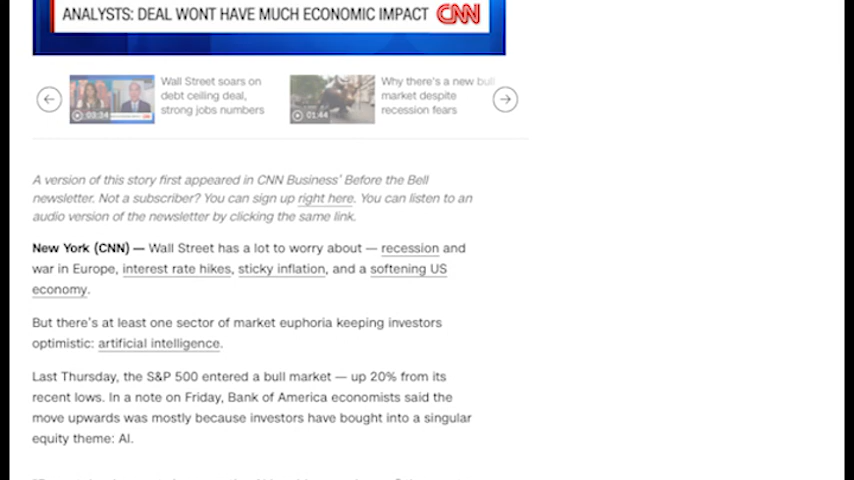 ANALYSTS: DEAL WONT HAVE MUCH ECONOMIC IMPACT CNN
Wall Street soars on
debt ceiling deal,
strong jobs numbers
03:34
Why there's a new bull
market despite
recession fears
01:44
A version of this story first appeared in CNN Business' Before the Bell
newsletter. Not a subscriber? You can sign up right here. You can listen to an
audio version of the newsletter by clicking the same link.
New York (CNN) — Wall Street has a lot to worry about — recession and
war in Europe, interest rate hikes, sticky inflation, and a softening US
economy.
But there's at least one sector of market euphoria keeping investors
optimistic: artificial intelligence.
Last Thursday, the S&P 500 entered a bull market — up 20% from its
recent lows. In a note on Friday, Bank of America economists said the
move upwards was mostly because investors have bought into a singular
equity theme: AI.